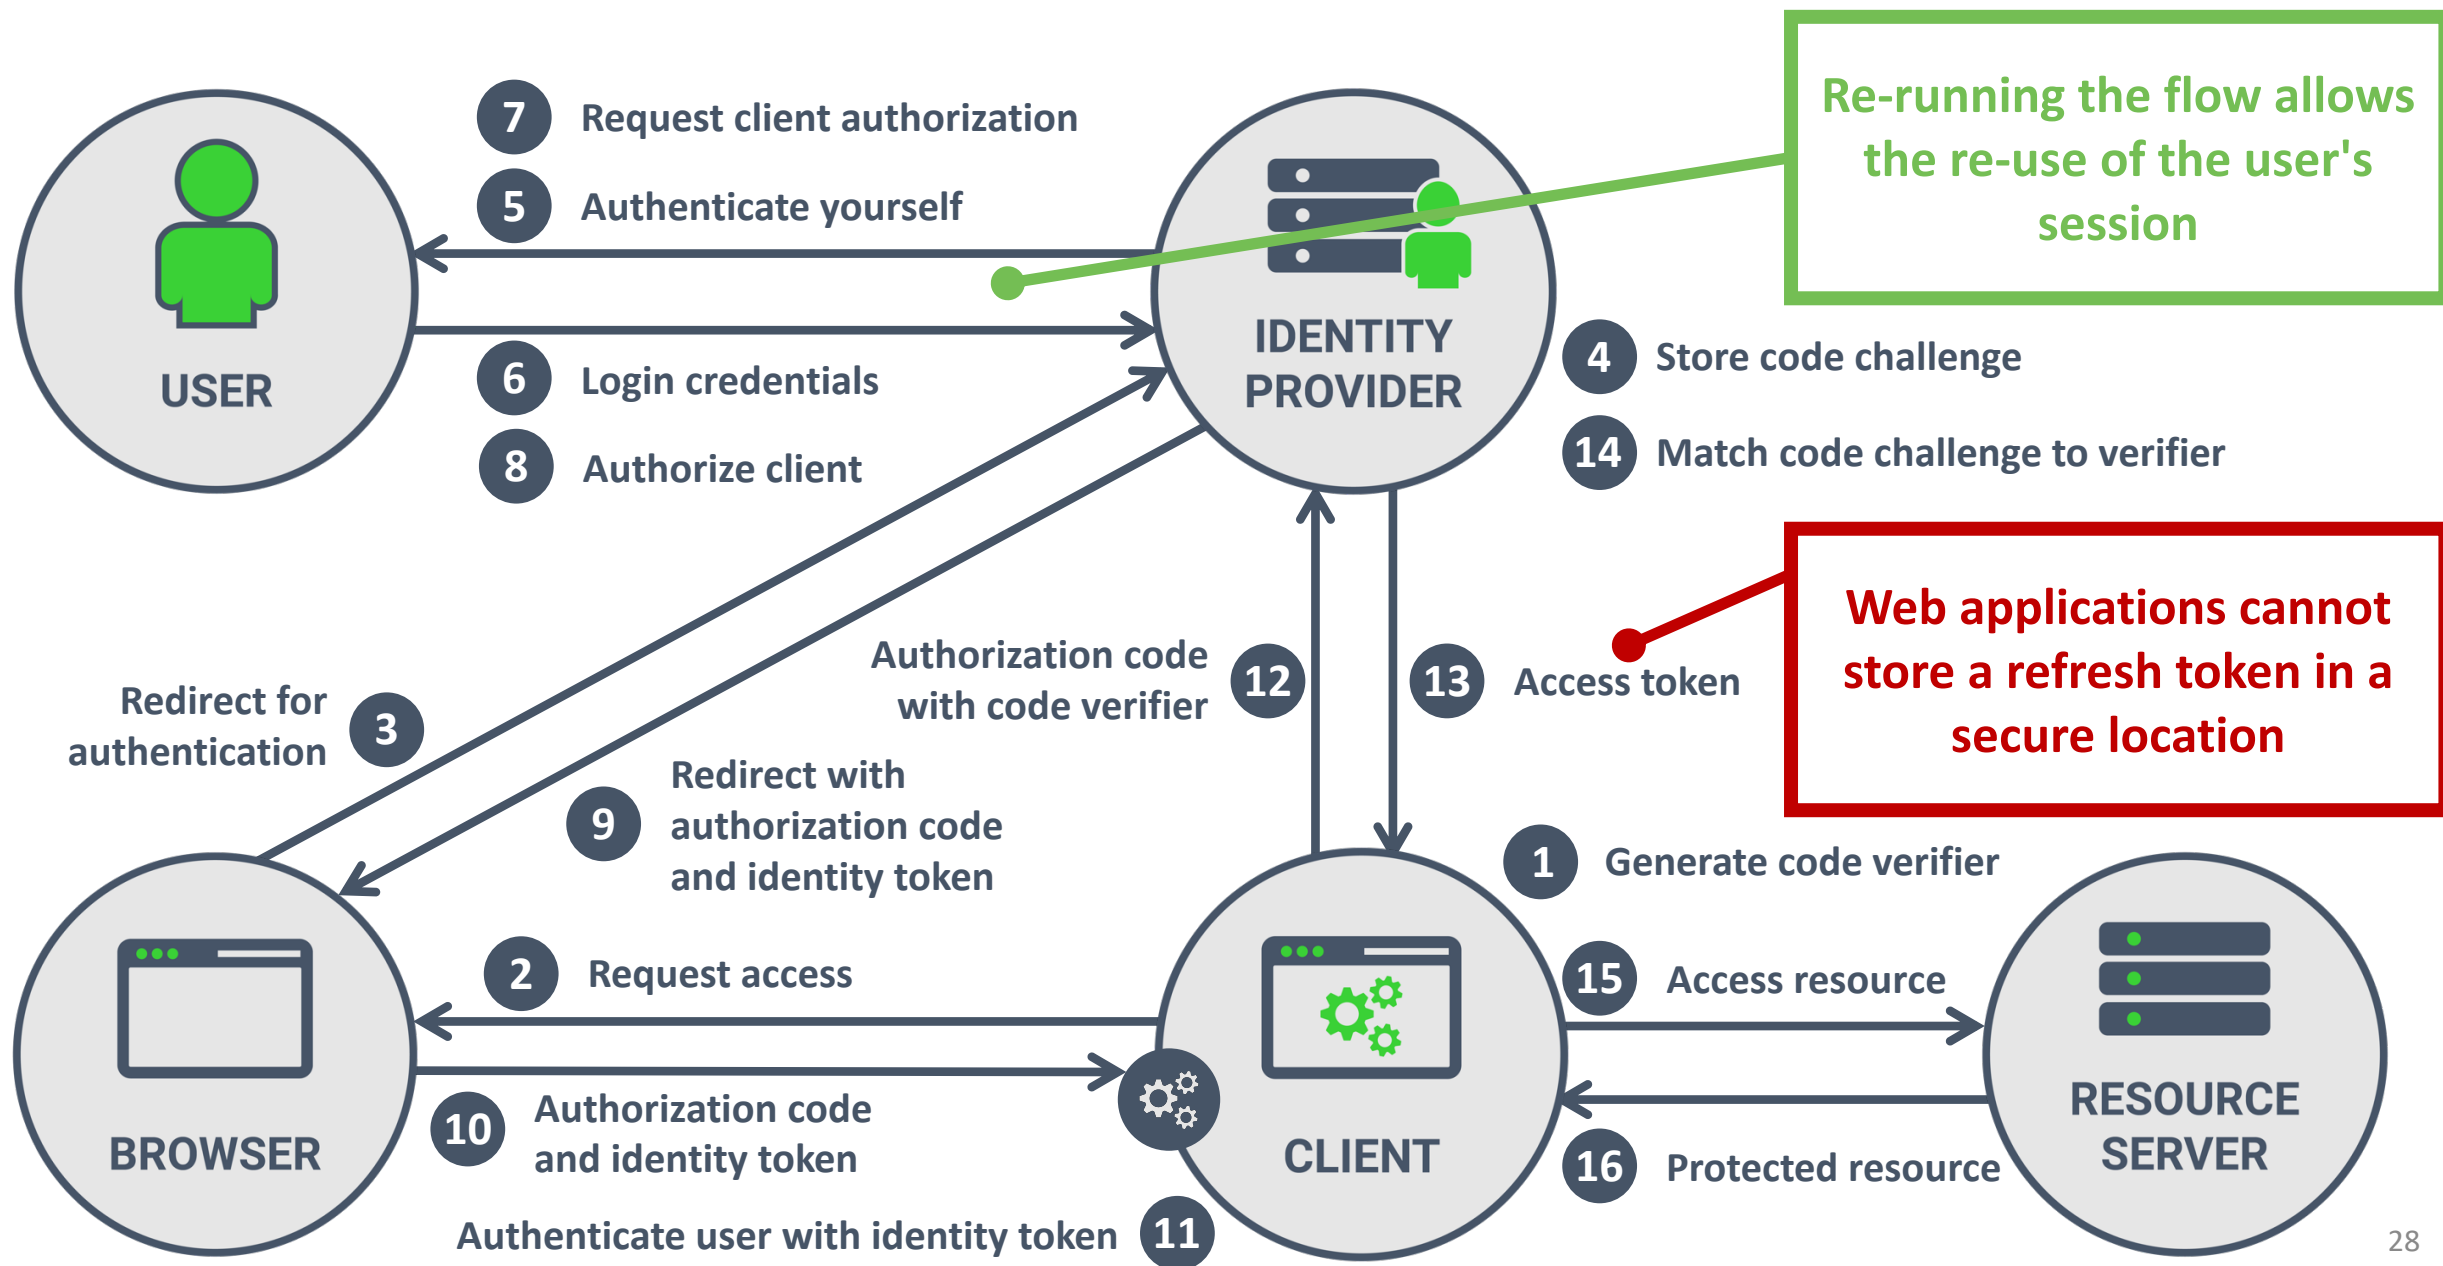 7 Request client authorization
5 Authenticate yourself
6 Login credentials
8 Authorize client
USER
IDENTITY
PROVIDER
Re-running the flow allows
the re-use of the user's
session
4 Store code challenge
14 Match code challenge to verifier
Web applications cannot
store a refresh token in a
secure location
Redirect for
authentication
3
9
Redirect with
authorization code
and identity token
Authorization code
with code verifier
12
13 Access token
1 Generate code verifier
2 Request access
10
Authorization code
and identity token
Authenticate user with identity token 11
BROWSER
CLIENT
15 Access resource
16 Protected resource
RESOURCE
SERVER
28